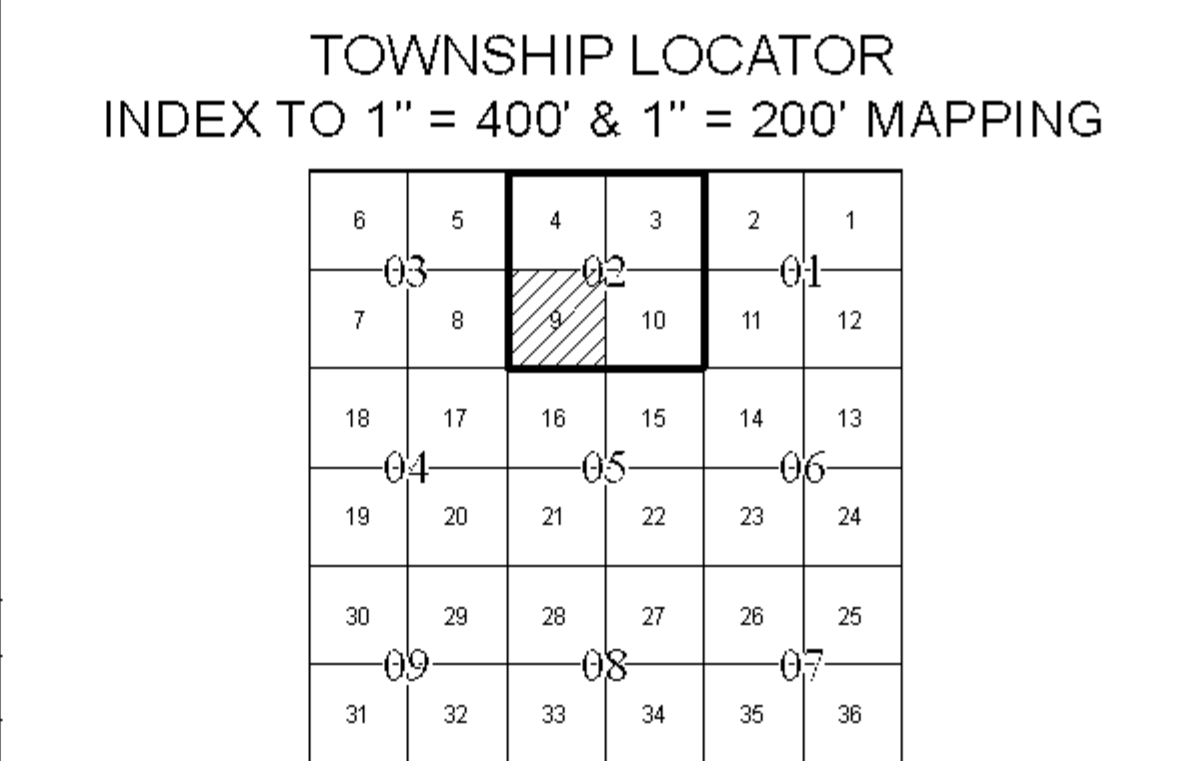 TOWNSHIP LOCATOR
INDEX TO 1" = 400' & 1" = 200' MAPPING
6 5 4 3 2 1
03 02 01
7 8 9 10 11 12
18 17 16 15 14 13
04 05 06
19 20 21 22 23 24
30 29 28 27 26 25
09 08 07
31 32 33 34 35 36